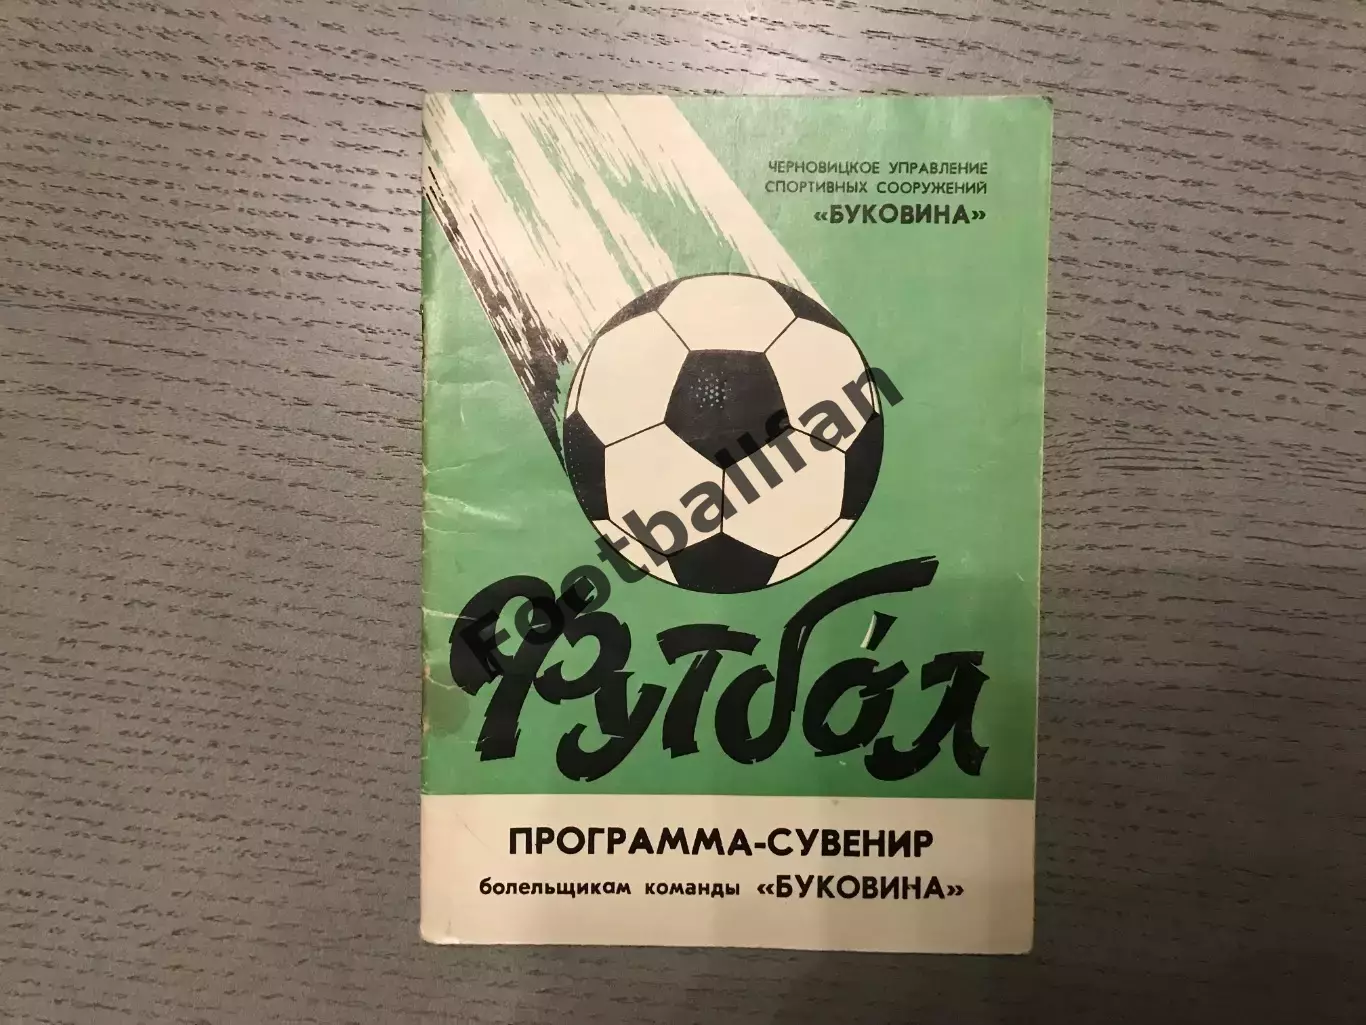 ЧЕРНОВИЦКОЕ УПРАВЛЕНИЕ
СПОРТИВНЫХ СООРУЖЕНИЙ
«БУКОВИНА»
Footballfan
Футбол
ПРОГРАММА-СУВЕНИР
болельщикам команды «БУКОВИНА»